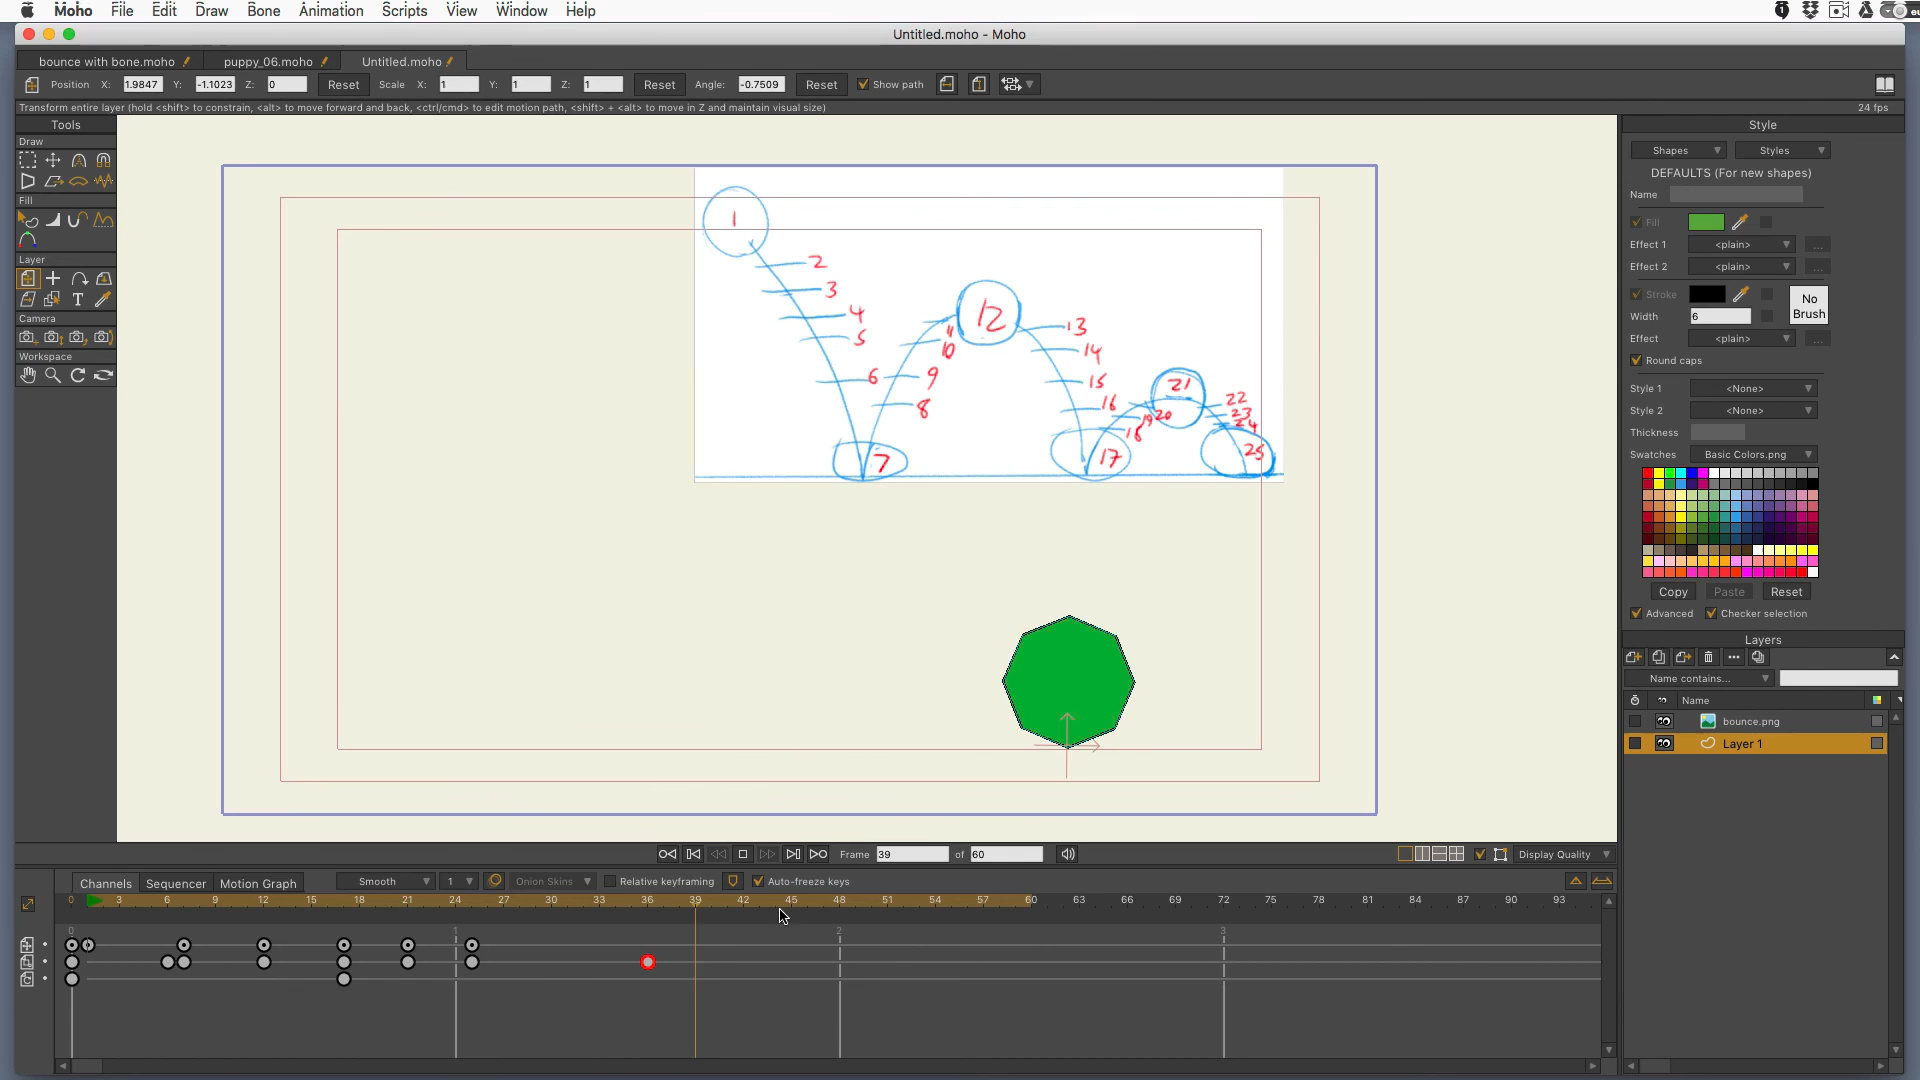 Moho File Edit Draw Bone Animation Scripts View Window Help
Untitled.moho - Moho
bounce with bone.moho puppy_06.moho Untitled.moho
Position X: 1.9847 Y: -1.1023 Z: 0 Reset Scale X: 1 Y: 1 Z: 1 Reset Angle: -0.7509 Reset Show path
Transform entire layer (hold <shift> to constrain, <alt> to move forward and back, <ctrl/cmd> to edit motion path, <shift> + <alt> to move in Z and maintain visual size) 24 fps
Tools
Draw
Fill
Layer
T
Camera
Workspace
1
2
3
4
5
6
7
8
9
10
11
12
13
14
15
16
17
18
19
20
21
22
23
24
25
Style
Shapes Styles
DEFAULTS (For new shapes)
Name
Fill
Effect 1 <plain> ...
Effect 2 <plain> ...
Stroke
No Brush
Width 6
Effect <plain> ...
Round caps
Style 1 <None>
Style 2 <None>
Thickness
Swatches Basic Colors.png
Copy Paste Reset
Advanced Checker selection
Layers
Name contains...
Name
bounce.png
Layer 1
Frame 39 of 60 Display Quality
Channels Sequencer Motion Graph Smooth 1 Onion Skins Relative keyframing Auto-freeze keys
0 3 6 9 12 15 18 21 24 27 30 33 36 39 42 45 48 51 54 57 60 63 66 69 72 75 78 81 84 87 90 93
0 1 2 3